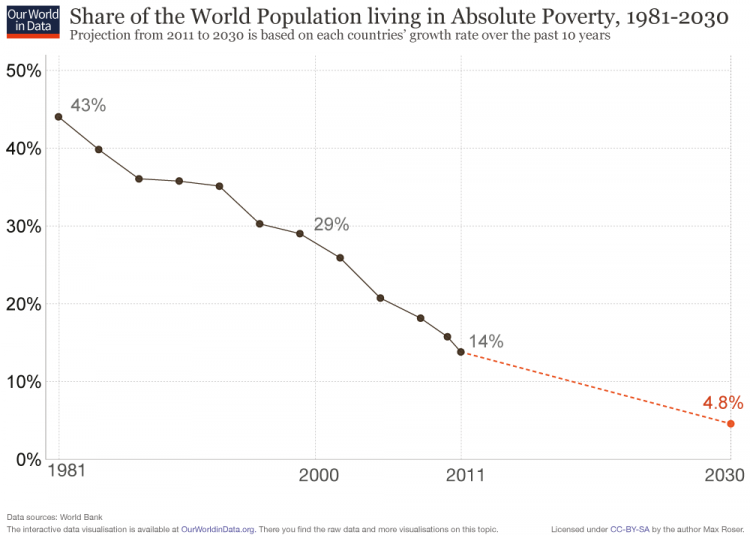 Our World
in Data
Share of the World Population living in Absolute Poverty, 1981-2030
Projection from 2011 to 2030 is based on each countries' growth rate over the past 10 years
50%
43%
40%
30%
29%
20%
14%
10%
4.8%
0%
1981
2000
2011
2030
Data sources: World Bank
The interactive data visualisation is available at OurWorldinData.org. There you find the raw data and more visualisations on this topic.
Licensed under CC-BY-SA by the author Max Roser.